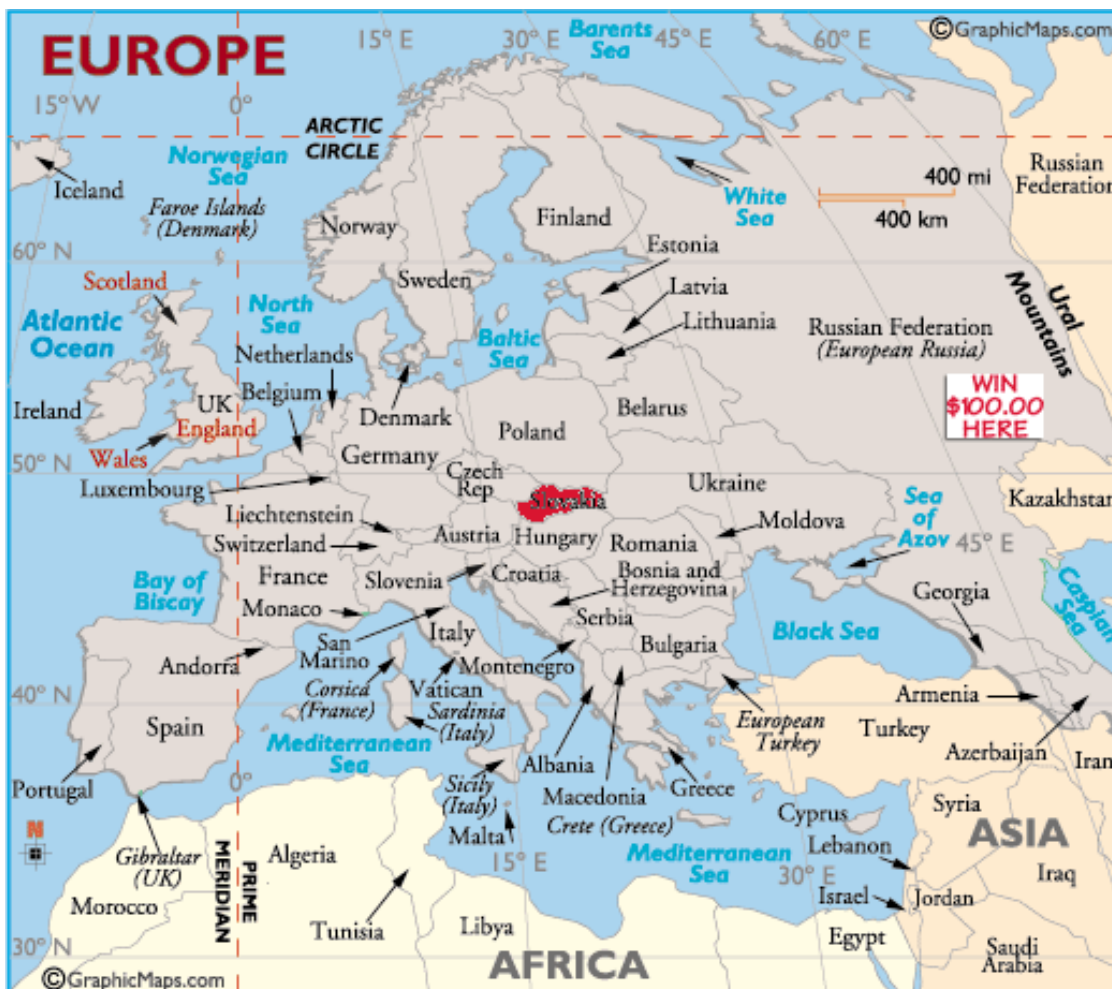 EUROPE
©GraphicMaps.com
15° W
0°
15° E
30° E
45° E
60° E
Barents
Sea
ARCTIC
CIRCLE
Norwegian
Sea
Iceland
Faroe Islands
(Denmark)
Norway
Sweden
Finland
White
Sea
400 mi
400 km
Russian
Federation
60° N
Scotland
Estonia
Latvia
Lithuania
Atlantic
Ocean
North
Sea
Baltic
Sea
Russian Federation
(European Russia)
Ural
Mountains
Netherlands
Belgium
Denmark
Ireland
UK
England
Wales
Belarus
WIN
$100.00
HERE
Poland
Germany
50° N
Luxembourg
Czech
Rep
Slovakia
Ukraine
Kazakhstan
Liechtenstein
Switzerland
Austria
Hungary
Romania
Moldova
Sea
of
Azov
45° E
Bay of
Biscay
France
Slovenia
Croatia
Bosnia and
Herzegovina
Georgia
Caspian
Sea
Monaco
San
Marino
Italy
Serbia
Black Sea
Andorra
Corsica
(France)
Vatican
Montenegro
Bulgaria
40° N
Spain
Sardinia
(Italy)
European
Turkey
Turkey
Armenia
Azerbaijan
Iran
Mediterranean
Sea
Portugal
0°
Sicily
(Italy)
Albania
Macedonia
Greece
Crete (Greece)
Cyprus
Syria
N
Gibraltar
(UK)
Malta
15° E
Mediterranean
Sea
30° E
Lebanon
ASIA
Iraq
Israel
Jordan
Morocco
PRIME
MERIDIAN
Algeria
Tunisia
Libya
Egypt
Saudi
Arabia
30° N
AFRICA
©GraphicMaps.com